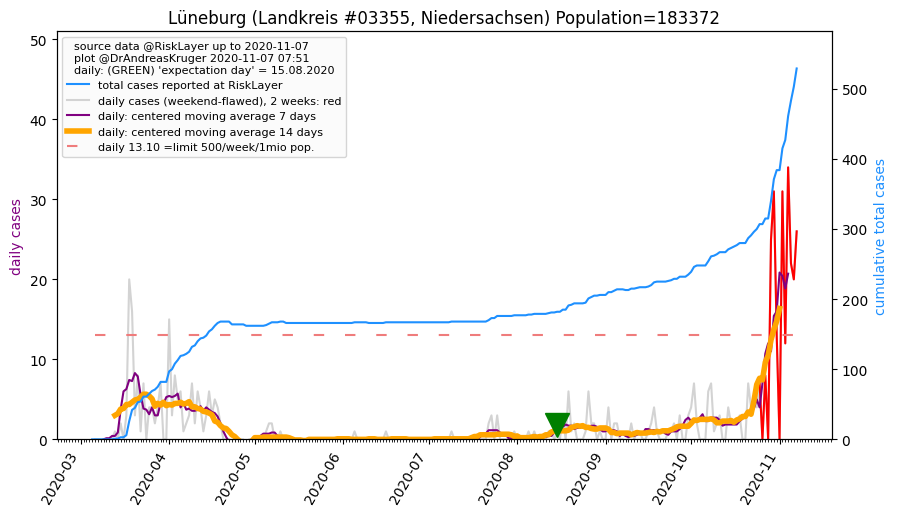 Lüneburg (Landkreis #03355, Niedersachsen) Population=183372
source data @RiskLayer up to 2020-11-07
plot @DrAndreasKruger 2020-11-07 07:51
daily: (GREEN) 'expectation day' = 15.08.2020
total cases reported at RiskLayer
daily cases (weekend-flawed), 2 weeks: red
daily: centered moving average 7 days
daily: centered moving average 14 days
daily 13.10 =limit 500/week/1mio pop.
daily cases
50
40
30
20
10
0
cumulative total cases
500
400
300
200
100
0
2020-03
2020-04
2020-05
2020-06
2020-07
2020-08
2020-09
2020-10
2020-11